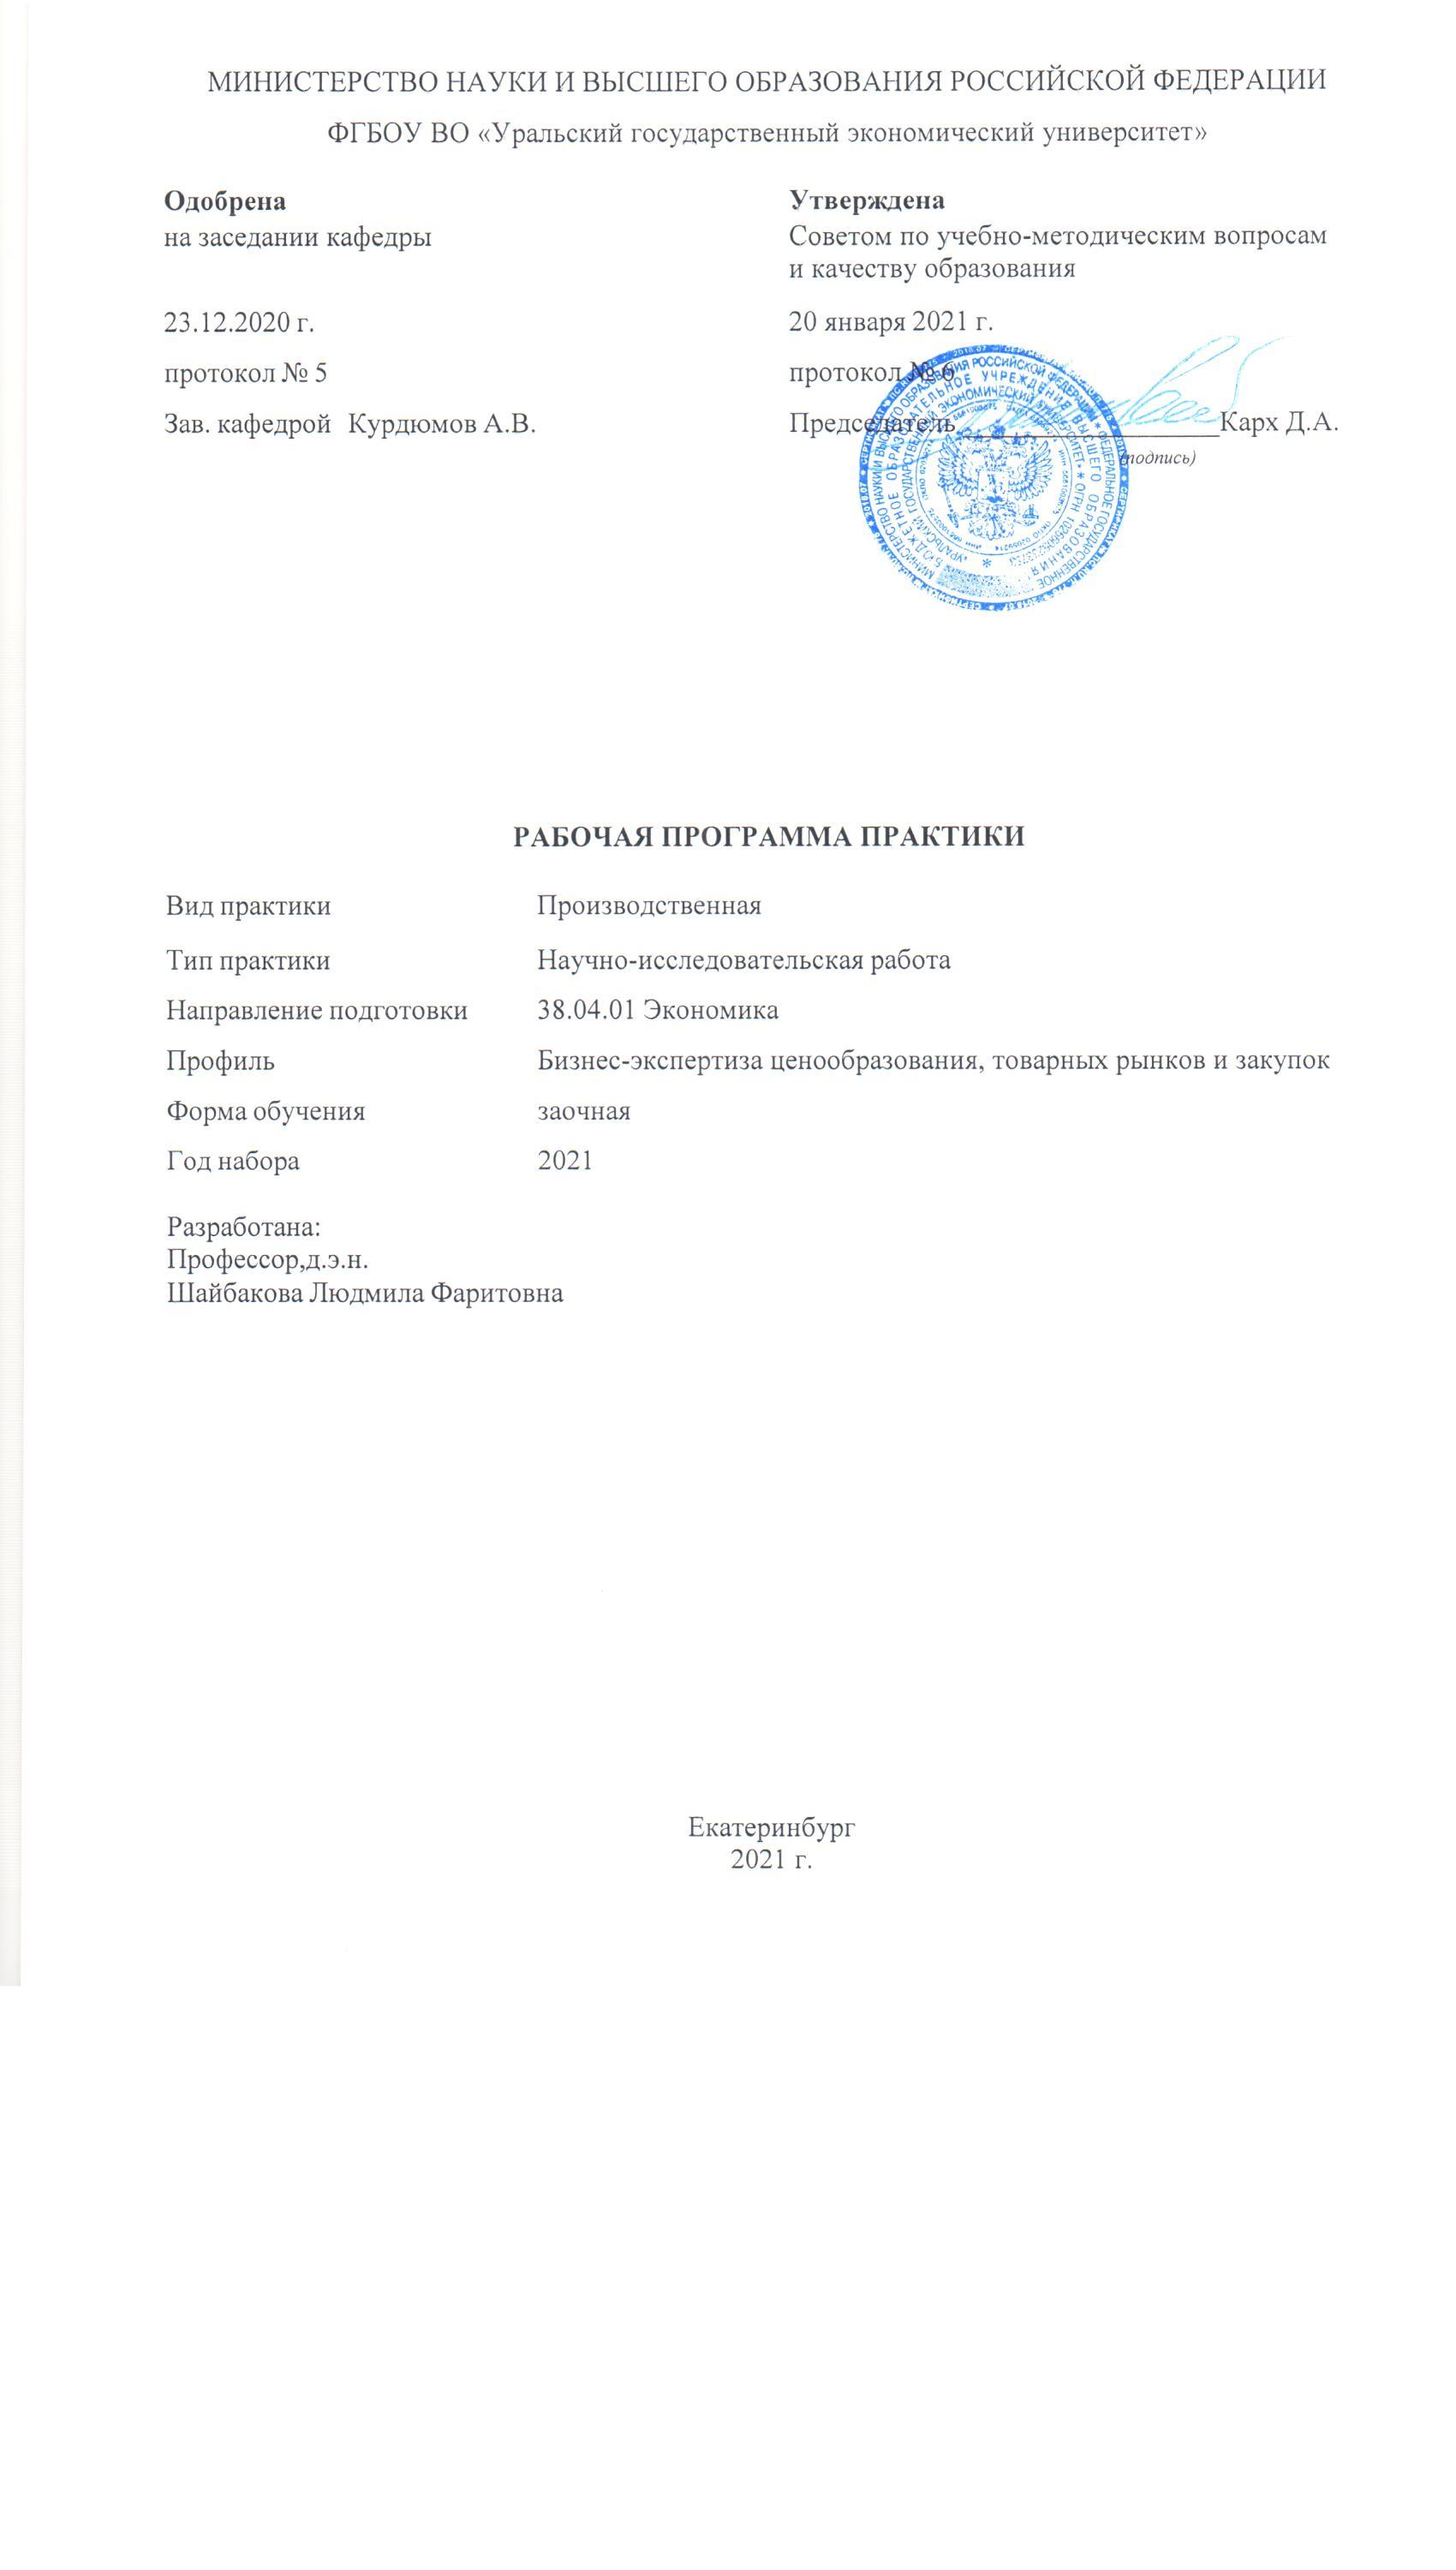 МИНИСТЕРСТВО НАУКИ И ВЫСШЕГО ОБРАЗОВАНИЯ РОССИЙСКОЙ ФЕДЕРАЦИИ
ФГБОУ ВО «Уральский государственный экономический университет»
Одобрена
на заседании кафедры
23.12.2020 г.
протокол № 5
Зав. кафедрой Курдюмов А.В.
Утверждена
Советом по учебно-методическим вопросам
и качеству образования
20 января 2021 г.
протокол № 6
Председатель Карх Д.А.
(подпись)
РАБОЧАЯ ПРОГРАММА ПРАКТИКИ
Вид практики Производственная
Тип практики Научно-исследовательская работа
Направление подготовки 38.04.01 Экономика
Профиль Бизнес-экспертиза ценообразования, товарных рынков и закупок
Форма обучения заочная
Год набора 2021
Разработана:
Профессор,д.э.н.
Шайбакова Людмила Фаритовна
Екатеринбург
2021 г.